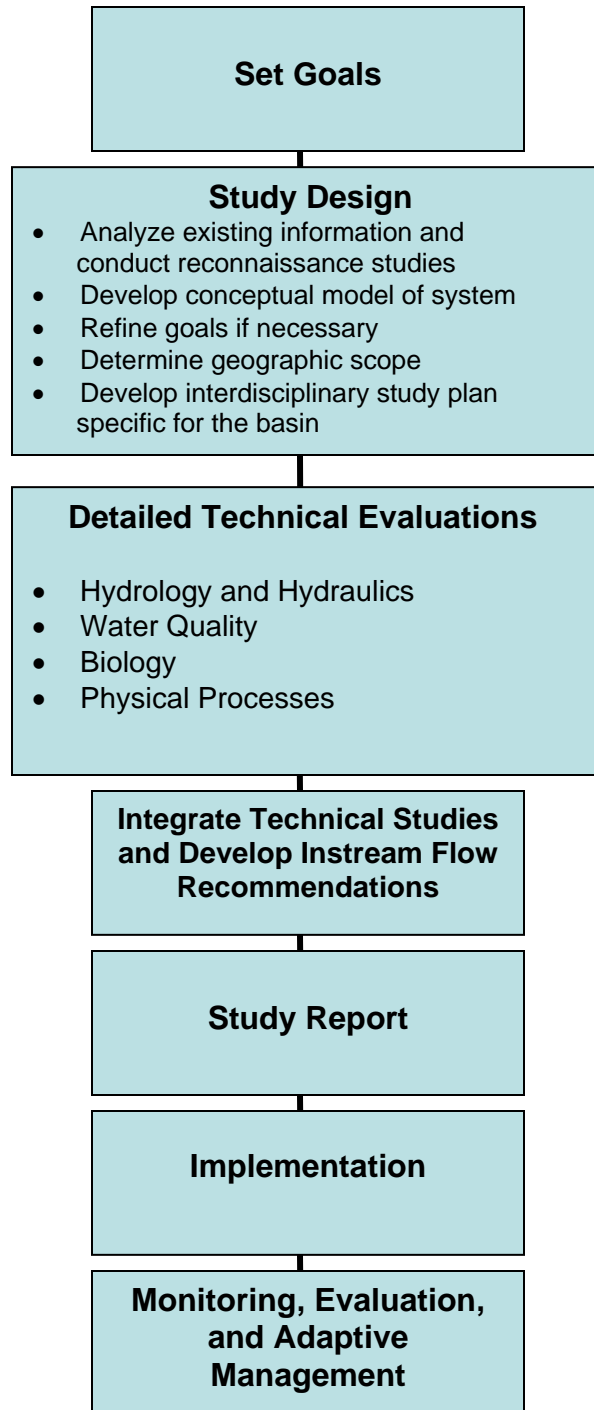 Set Goals
Study Design
• Analyze existing information and
conduct reconnaissance studies
• Develop conceptual model of system
• Refine goals if necessary
• Determine geographic scope
• Develop interdisciplinary study plan
specific for the basin
Detailed Technical Evaluations
• Hydrology and Hydraulics
• Water Quality
• Biology
• Physical Processes
Integrate Technical Studies
and Develop Instream Flow
Recommendations
Study Report
Implementation
Monitoring, Evaluation,
and Adaptive
Management